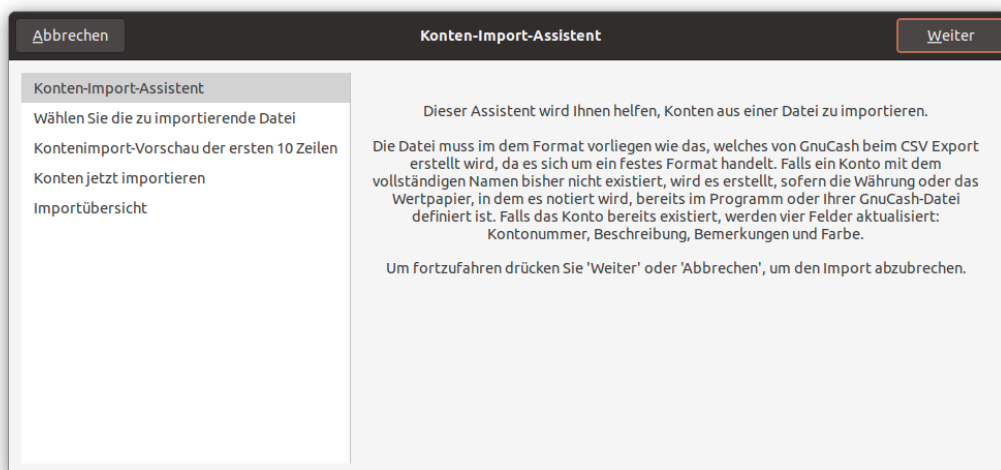 Abbrechen
Konten-Import-Assistent
Weiter
Konten-Import-Assistent
Wählen Sie die zu importierende Datei
Kontenimport-Vorschau der ersten 10 Zeilen
Konten jetzt importieren
Importübersicht
Dieser Assistent wird Ihnen helfen, Konten aus einer Datei zu importieren.
Die Datei muss im dem Format vorliegen wie das, welches von GnuCash beim CSV Export
erstellt wird, da es sich um ein festes Format handelt. Falls ein Konto mit dem
vollständigen Namen bisher nicht existiert, wird es erstellt, sofern die Währung oder das
Wertpapier, in dem es notiert wird, bereits im Programm oder Ihrer GnuCash-Datei
definiert ist. Falls das Konto bereits existiert, werden vier Felder aktualisiert:
Kontonummer, Beschreibung, Bemerkungen und Farbe.
Um fortzufahren drücken Sie 'Weiter' oder 'Abbrechen', um den Import abzubrechen.